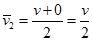 v̅₂ = (v+0)/2 = v/2